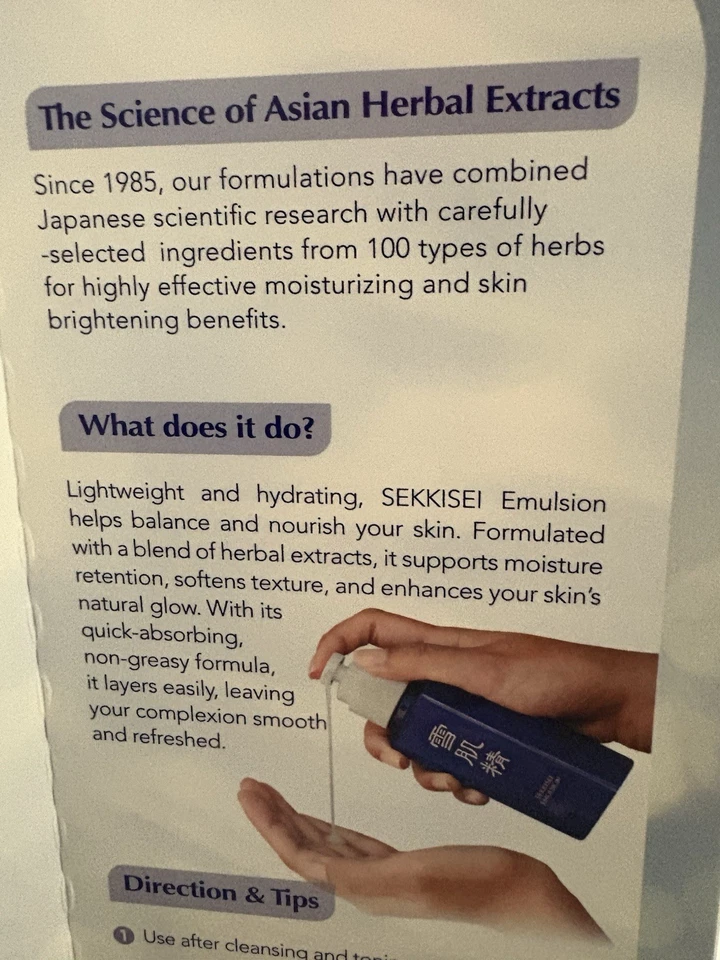 The Science of Asian Herbal Extracts
Since 1985, our formulations have combined
Japanese scientific research with carefully
-selected ingredients from 100 types of herbs
for highly effective moisturizing and skin
brightening benefits.
What does it do?
Lightweight and hydrating, SEKKISEI Emulsion
helps balance and nourish your skin. Formulated
with a blend of herbal extracts, it supports moisture
retention, softens texture, and enhances your skin's
natural glow. With its
quick-absorbing,
non-greasy formula,
it layers easily, leaving
your complexion smooth
and refreshed.
雪肌精
SEKKISEI
Direction & Tips
1 Use after cleansing and